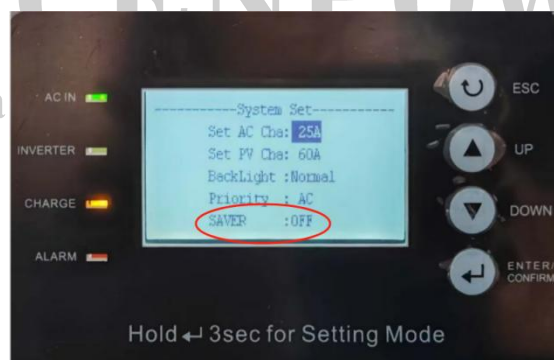 AC IN
INVERTER
CHARGE
ALARM
----------System Set----------
Set AC Cha: 25A
Set PV Cha: 60A
BackLight :Normal
Priority : AC
SAVER :OFF
ESC
UP
DOWN
ENTER/
CONFIRM
Hold ↵ 3sec for Setting Mode